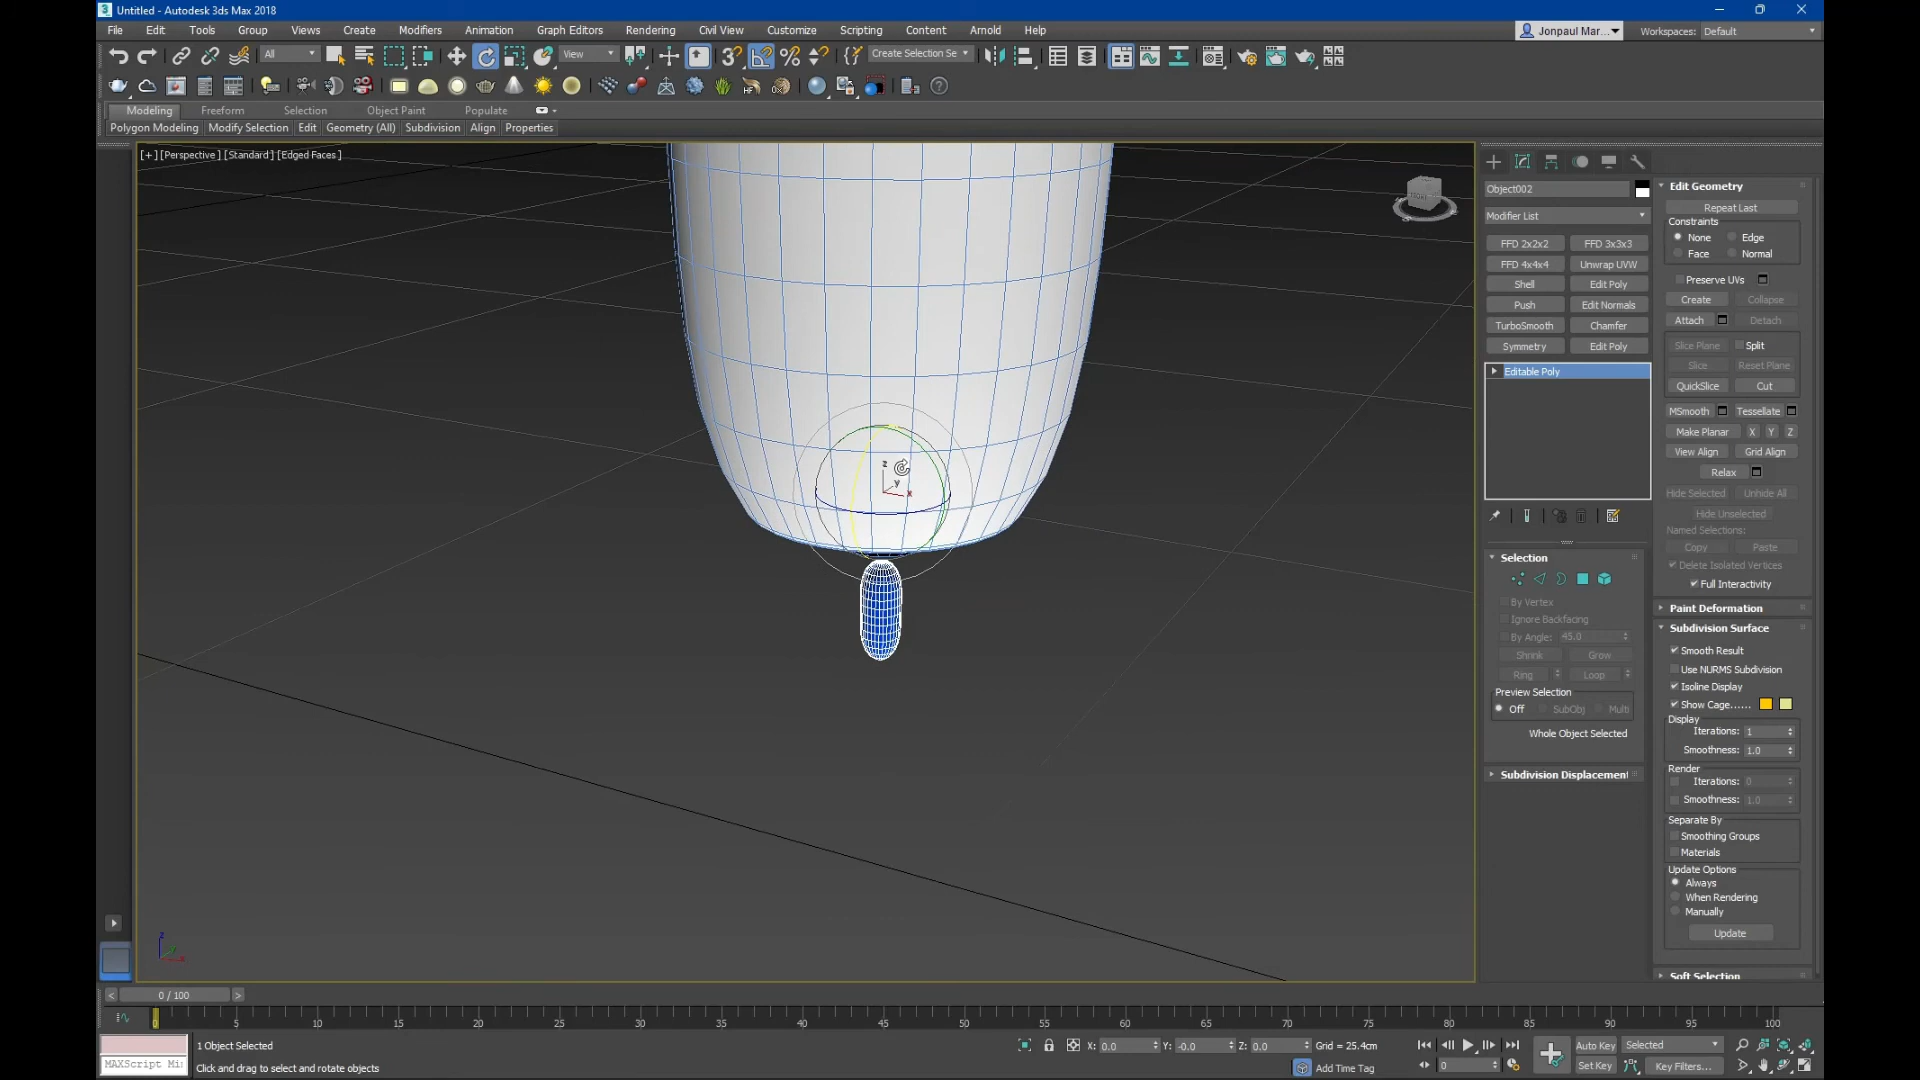 Untitled - Autodesk 3ds Max 2018
File Edit Tools Group Views Create Modifiers Animation Graph Editors Rendering Civil View Customize Scripting Content Arnold Help
Jonpaul Mar... Workspaces: Default
All View Create Selection Se
Modeling Freeform Selection Object Paint Populate
Polygon Modeling Modify Selection Edit Geometry (All) Subdivision Align Properties
[+] [Perspective] [Standard] [Edged Faces]
z y x
z y x
Object002
Modifier List
FFD 2x2x2 FFD 3x3x3
FFD 4x4x4 Unwrap UVW
Shell Edit Poly
Push Edit Normals
TurboSmooth Chamfer
Symmetry Edit Poly
Editable Poly
Selection
By Vertex
Ignore Backfacing
By Angle: 45.0
Shrink Grow
Ring Loop
Preview Selection
Off SubObj Multi
Whole Object Selected
Subdivision Displacement
Edit Geometry
Repeat Last
Constraints
None Edge
Face Normal
Preserve UVs
Create Collapse
Attach Detach
Slice Plane Split
Slice Reset Plane
QuickSlice Cut
MSmooth Tessellate
Make Planar X Y Z
View Align Grid Align
Relax
Hide Selected Unhide All
Hide Unselected
Named Selections:
Copy Paste
Delete Isolated Vertices
Full Interactivity
Paint Deformation
Subdivision Surface
Smooth Result
Use NURMS Subdivision
Isoline Display
Show Cage......
Display
Iterations: 1
Smoothness: 1.0
Render
Iterations: 0
Smoothness: 1.0
Separate By
Smoothing Groups
Materials
Update Options
Always
When Rendering
Manually
Update
Soft Selection
0 / 100
0 5 10 15 20 25 30 35 40 45 50 55 60 65 70 75 80 85 90 95 100
1 Object Selected X: 0.0 Y: -0.0 Z: 0.0 Grid = 25.4cm Auto Key Selected
MAXScript Mi: Click and drag to select and rotate objects Add Time Tag 0 Set Key Key Filters...